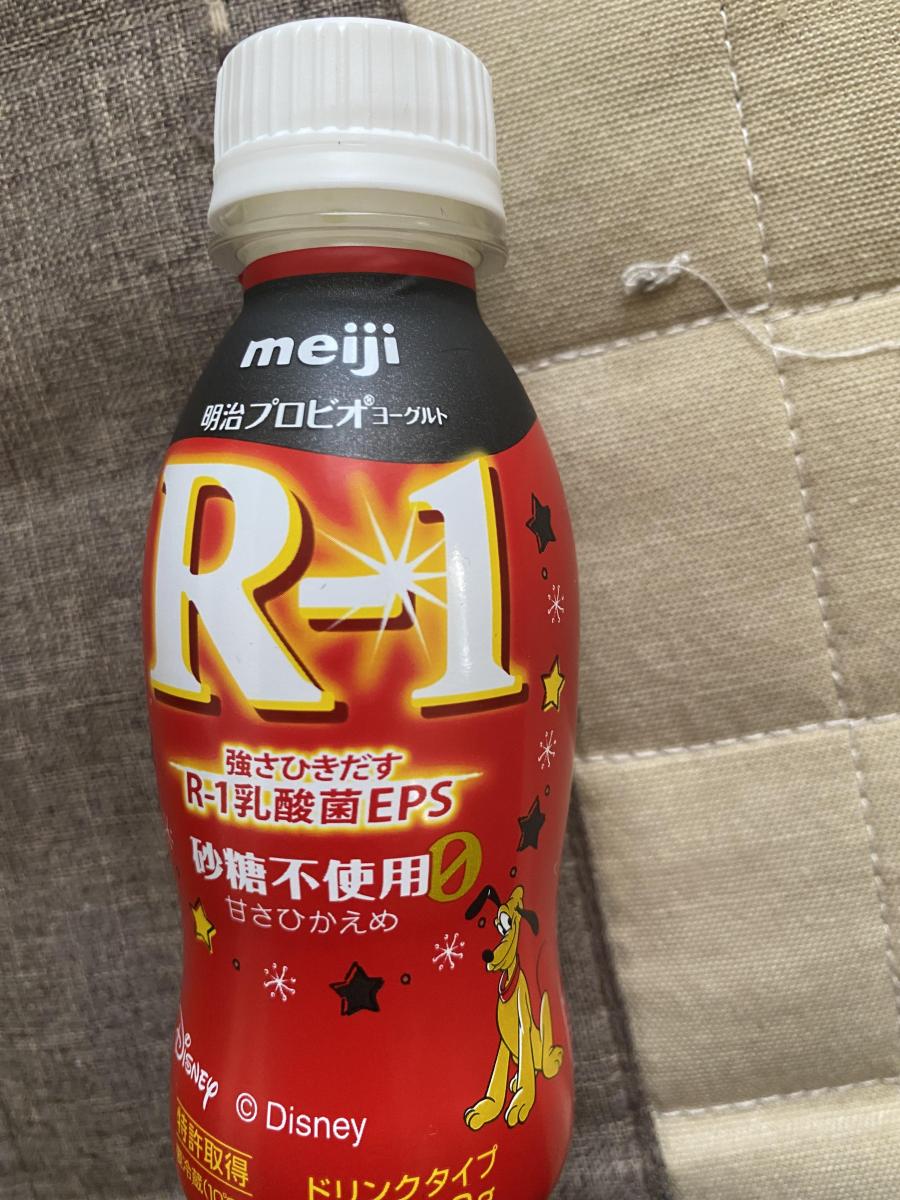 meiji
明治プロビオ®ヨーグルト
R-1
強さひきだす
R-1乳酸菌EPS
砂糖不使用0
甘さひかえめ
Disney
© Disney
特許取得
ドリンクタイプ